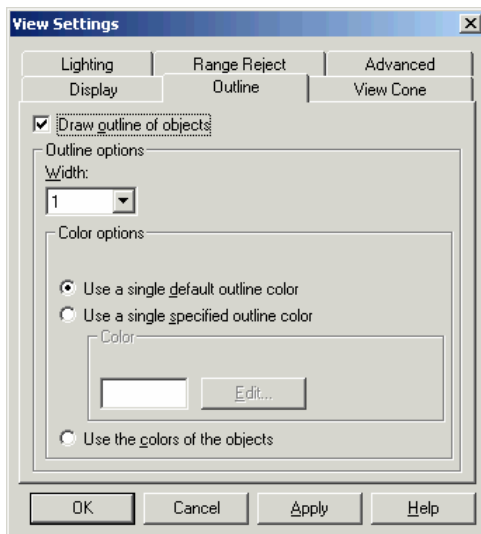 View Settings
Lighting Range Reject Advanced
Display Outline View Cone
Draw outline of objects
Outline options
Width:
1
Color options
Use a single default outline color
Use a single specified outline color
Color
Edit...
Use the colors of the objects
OK Cancel Apply Help